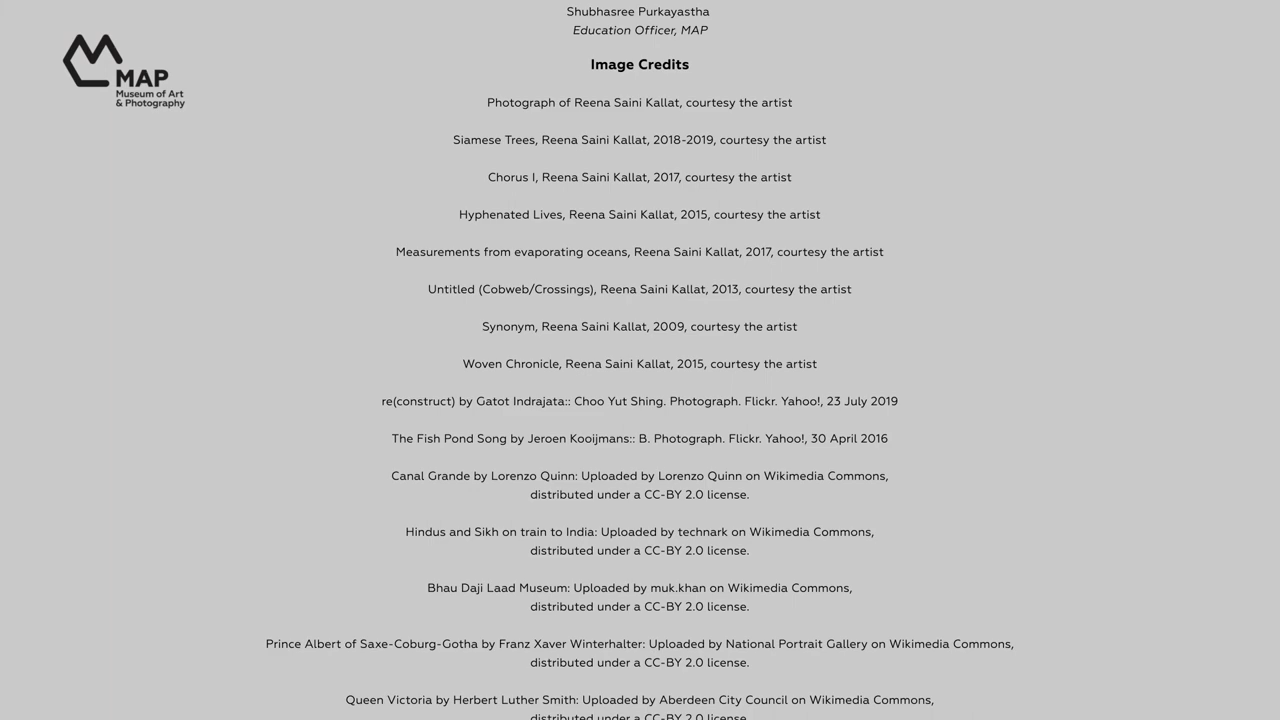 Shubhasree Purkayastha
Education Officer, MAP
MAP
Museum of Art
& Photography
Image Credits
Photograph of Reena Saini Kallat, courtesy the artist
Siamese Trees, Reena Saini Kallat, 2018-2019, courtesy the artist
Chorus I, Reena Saini Kallat, 2017, courtesy the artist
Hyphenated Lives, Reena Saini Kallat, 2015, courtesy the artist
Measurements from evaporating oceans, Reena Saini Kallat, 2017, courtesy the artist
Untitled (Cobweb/Crossings), Reena Saini Kallat, 2013, courtesy the artist
Synonym, Reena Saini Kallat, 2009, courtesy the artist
Woven Chronicle, Reena Saini Kallat, 2015, courtesy the artist
re(construct) by Gatot Indrajata:: Choo Yut Shing. Photograph. Flickr. Yahoo!, 23 July 2019
The Fish Pond Song by Jeroen Kooijmans:: B. Photograph. Flickr. Yahoo!, 30 April 2016
Canal Grande by Lorenzo Quinn: Uploaded by Lorenzo Quinn on Wikimedia Commons,
distributed under a CC-BY 2.0 license.
Hindus and Sikh on train to India: Uploaded by technark on Wikimedia Commons,
distributed under a CC-BY 2.0 license.
Bhau Daji Laad Museum: Uploaded by muk.khan on Wikimedia Commons,
distributed under a CC-BY 2.0 license.
Prince Albert of Saxe-Coburg-Gotha by Franz Xaver Winterhalter: Uploaded by National Portrait Gallery on Wikimedia Commons,
distributed under a CC-BY 2.0 license.
Queen Victoria by Herbert Luther Smith: Uploaded by Aberdeen City Council on Wikimedia Commons,
distributed under a CC-BY 2.0 license.